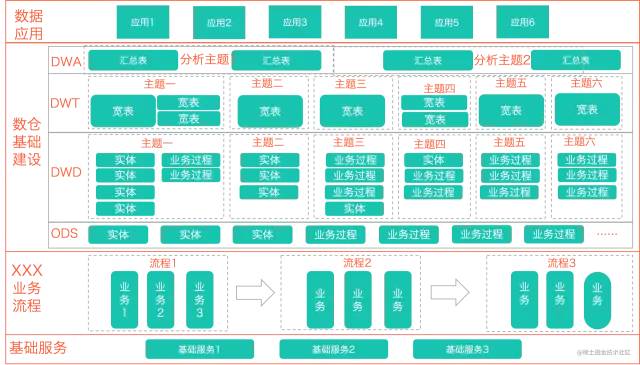 数据应用
应用1 应用2 应用3 应用4 应用5 应用6
数仓基础建设
DWA 汇总表 分析主题 汇总表 汇总表 分析主题2 汇总表
DWT
主题一 主题二 主题三 主题四 主题五 主题六
宽表 宽表 宽表 宽表 宽表 宽表 宽表
宽表 宽表 宽表
DWD
主题一 主题二 主题三 主题四 主题五 主题六
实体 业务过程 实体 业务过程 实体 业务过程 业务过程
实体 业务过程 实体 业务过程 业务过程 业务过程 业务过程
实体 实体 业务过程 业务过程 业务过程 业务过程
实体 实体
ODS 实体 实体 实体 业务过程 业务过程 业务过程 业务过程 ······
XXX业务流程
流程1 流程2 流程3
业务1 业务2 业务3 业务 业务 业务 业务 业务 业务
基础服务 基础服务1 基础服务2 基础服务3
@稀土掘金技术社区